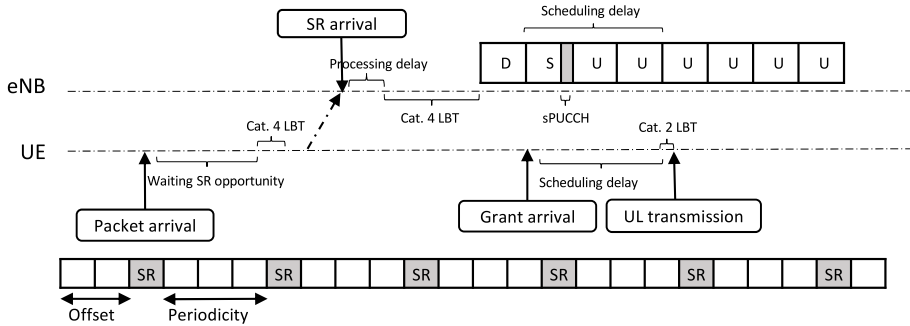 Scheduling delay
SR arrival
Processing delay
D S U U U U U U
eNB
Cat. 4 LBT
sPUCCH
Cat. 4 LBT
Cat. 2 LBT
UE
Waiting SR opportunity
Scheduling delay
Packet arrival
Grant arrival
UL transmission
SR SR SR SR SR SR
Offset
Periodicity